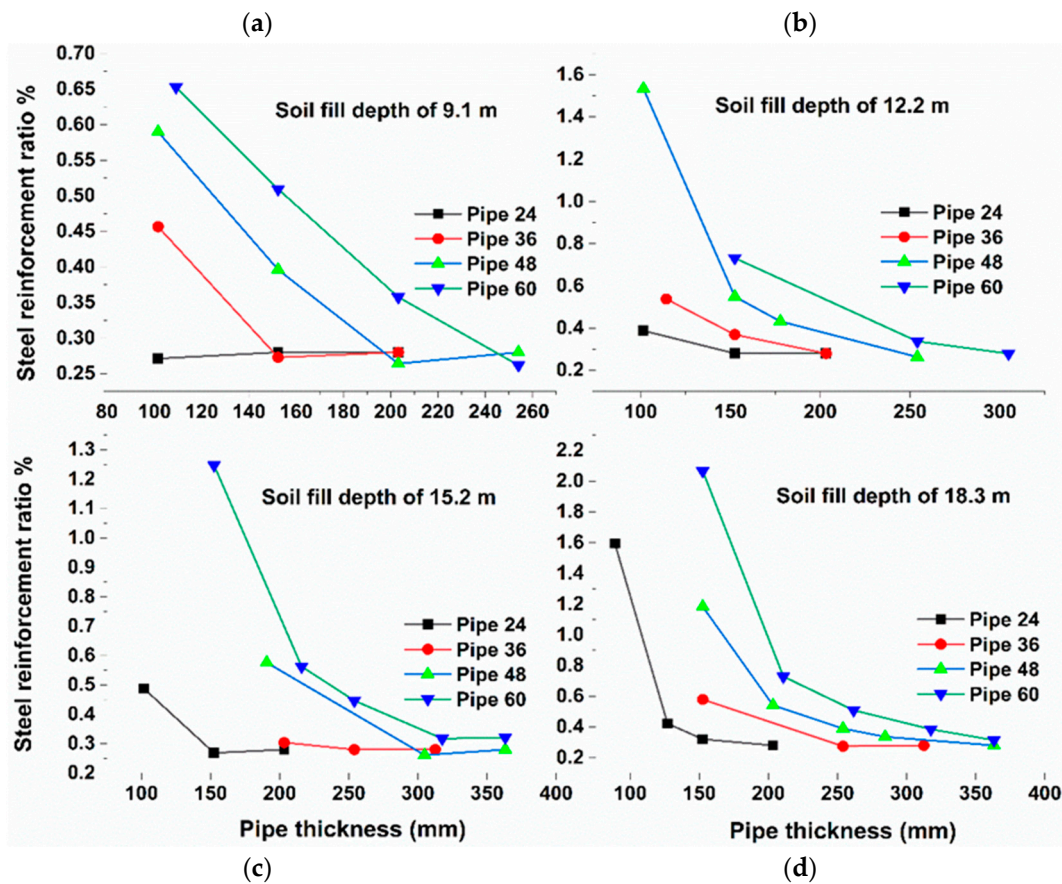 (a)
(b)
Steel reinforcement ratio %
0.70
0.65
0.60
0.55
0.50
0.45
0.40
0.35
0.30
0.25
Soil fill depth of 9.1 m
Pipe 24
Pipe 36
Pipe 48
Pipe 60
80 100 120 140 160 180 200 220 240 260
1.6
1.4
1.2
1.0
0.8
0.6
0.4
0.2
Soil fill depth of 12.2 m
Pipe 24
Pipe 36
Pipe 48
Pipe 60
100 150 200 250 300
Steel reinforcement ratio %
1.3
1.2
1.1
1.0
0.8
0.7
0.6
0.5
0.4
0.3
0.2
Soil fill depth of 15.2 m
Pipe 24
Pipe 36
Pipe 48
Pipe 60
100 150 200 250 300 350 400
Pipe thickness (mm)
2.2
2.0
1.8
1.6
1.4
1.2
1.0
0.8
0.6
0.4
0.2
Soil fill depth of 18.3 m
Pipe 24
Pipe 36
Pipe 48
Pipe 60
100 150 200 250 300 350 400
Pipe thickness (mm)
(c)
(d)